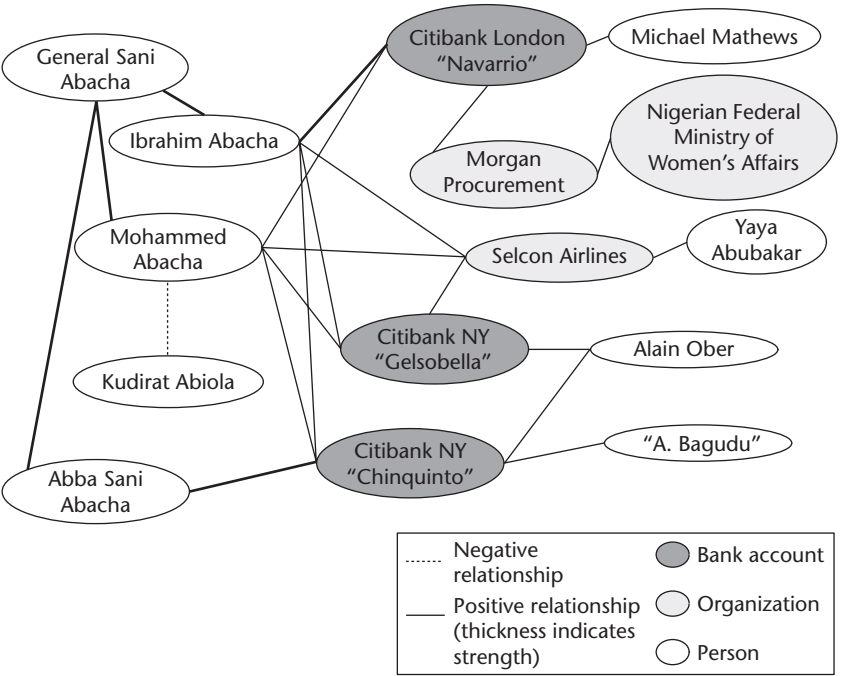 General Sani
Abacha
Ibrahim Abacha
Mohammed
Abacha
Kudirat Abiola
Abba Sani
Abacha
Citibank London
“Navarrio”
Michael Mathews
Morgan
Procurement
Nigerian Federal
Ministry of
Women’s Affairs
Selcon Airlines
Yaya
Abubakar
Citibank NY
“Gelsobella”
Alain Ober
Citibank NY
“Chinquinto”
“A. Bagudu”
Negative
relationship
Positive relationship
(thickness indicates
strength)
Bank account
Organization
Person